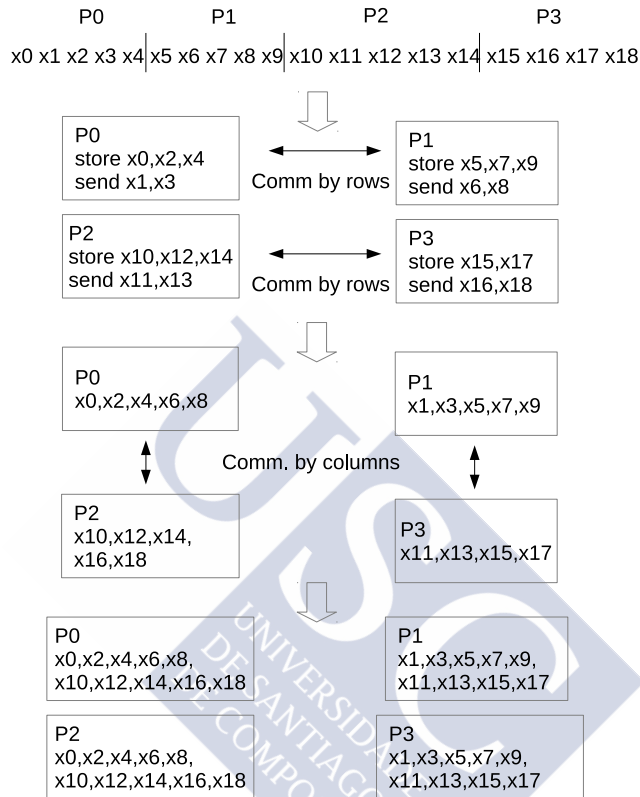 P0 P1 P2 P3
x0 x1 x2 x3 x4 x5 x6 x7 x8 x9 x10 x11 x12 x13 x14 x15 x16 x17 x18
P0
store x0,x2,x4
send x1,x3
Comm by rows
P1
store x5,x7,x9
send x6,x8
P2
store x10,x12,x14
send x11,x13
Comm by rows
P3
store x15,x17
send x16,x18
P0
x0,x2,x4,x6,x8
P1
x1,x3,x5,x7,x9
Comm. by columns
P2
x10,x12,x14,
x16,x18
P3
x11,x13,x15,x17
P0
x0,x2,x4,x6,x8,
x10,x12,x14,x16,x18
P1
x1,x3,x5,x7,x9,
x11,x13,x15,x17
P2
x0,x2,x4,x6,x8,
x10,x12,x14,x16,x18
P3
x1,x3,x5,x7,x9,
x11,x13,x15,x17
USC
DE SANTIAGO